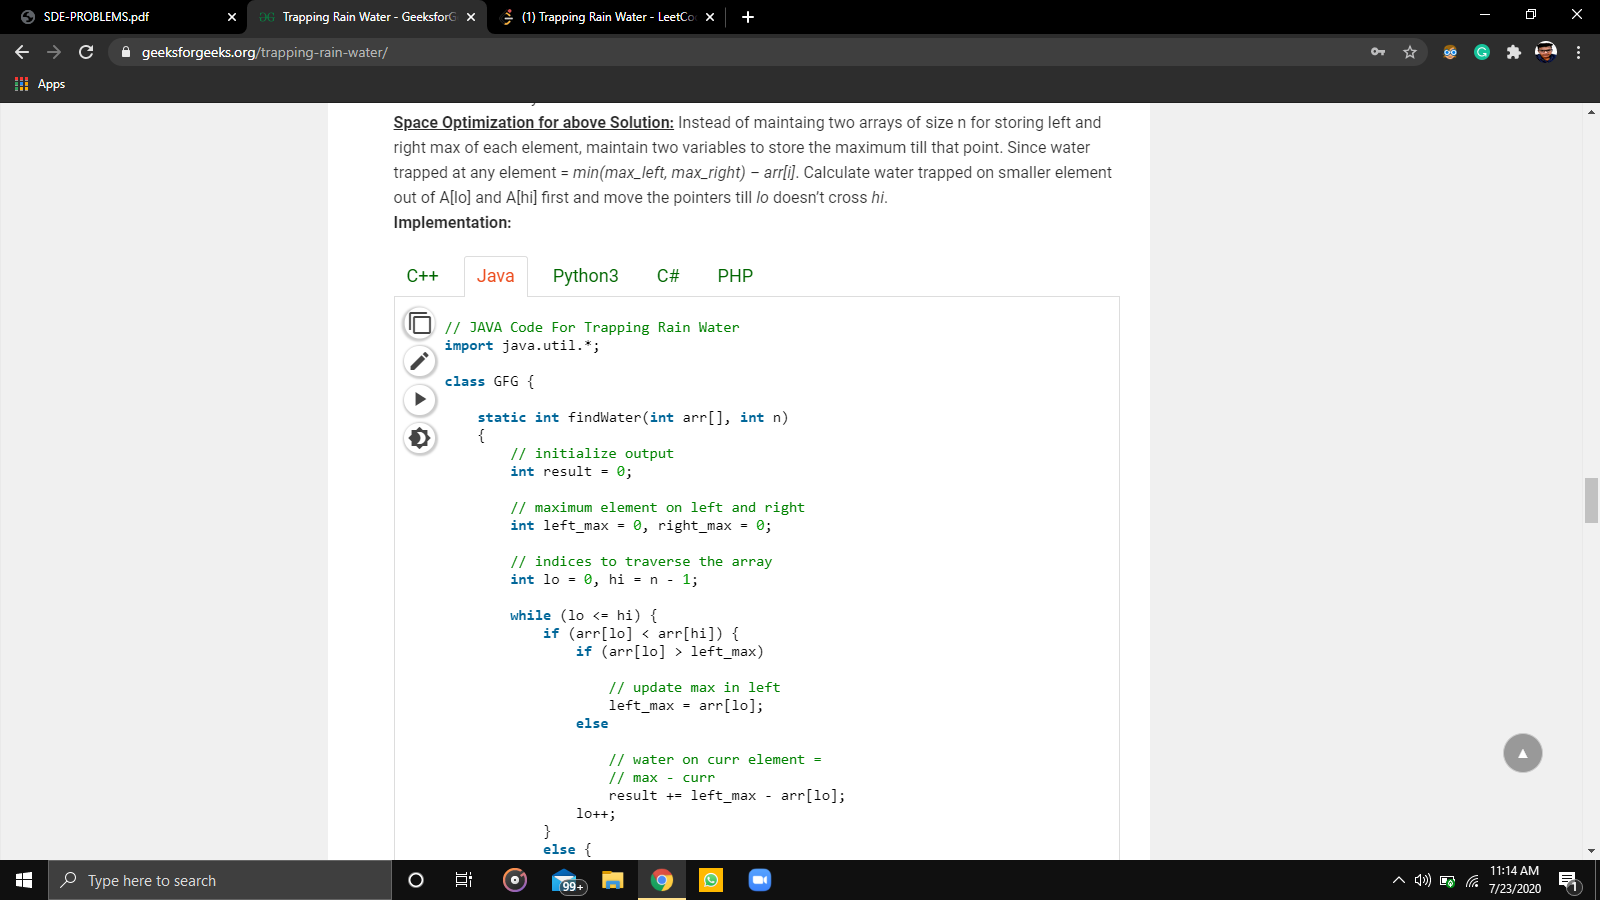 SDE-PROBLEMS.pdf
Trapping Rain Water - GeeksforG
(1) Trapping Rain Water - LeetCo
geeksforgeeks.org/trapping-rain-water/
Apps
Space Optimization for above Solution: Instead of maintaing two arrays of size n for storing left and
right max of each element, maintain two variables to store the maximum till that point. Since water
trapped at any element = min(max_left, max_right) – arr[i]. Calculate water trapped on smaller element
out of A[lo] and A[hi] first and move the pointers till lo doesn't cross hi.
Implementation:
C++ Java Python3 C# PHP
// JAVA Code For Trapping Rain Water
import java.util.*;
class GFG {
static int findWater(int arr[], int n)
{
// initialize output
int result = 0;
// maximum element on left and right
int left_max = 0, right_max = 0;
// indices to traverse the array
int lo = 0, hi = n - 1;
while (lo <= hi) {
if (arr[lo] < arr[hi]) {
if (arr[lo] > left_max)
// update max in left
left_max = arr[lo];
else
// water on curr element =
// max - curr
result += left_max - arr[lo];
lo++;
}
else {
Type here to search
99+
11:14 AM
7/23/2020
1